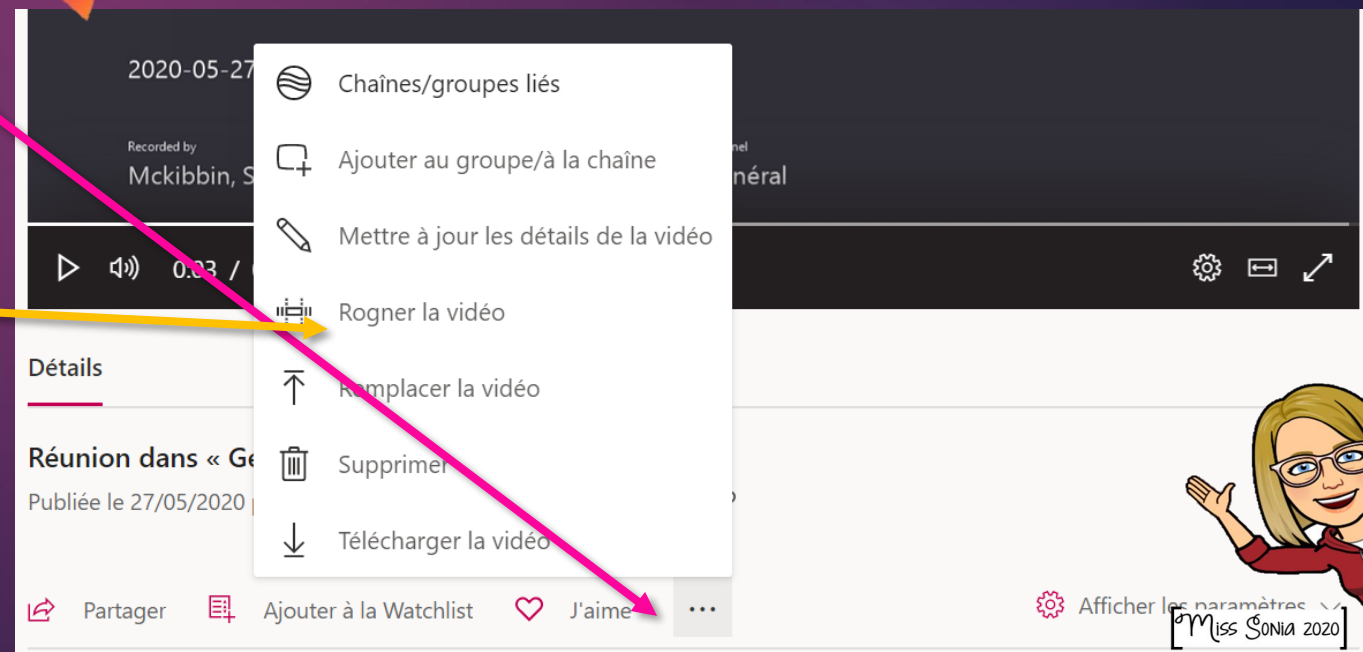 2020-05-27
Recorded by
Mckibbin, S
nel
néral
Chaînes/groupes liés
Ajouter au groupe/à la chaîne
Mettre à jour les détails de la vidéo
Rogner la vidéo
Remplacer la vidéo
Supprimer
Télécharger la vidéo
0:03 /
Détails
Réunion dans « Gé
Publiée le 27/05/2020
Partager
Ajouter à la Watchlist
J'aime
...
Afficher les paramètres
Miss Sonia 2020